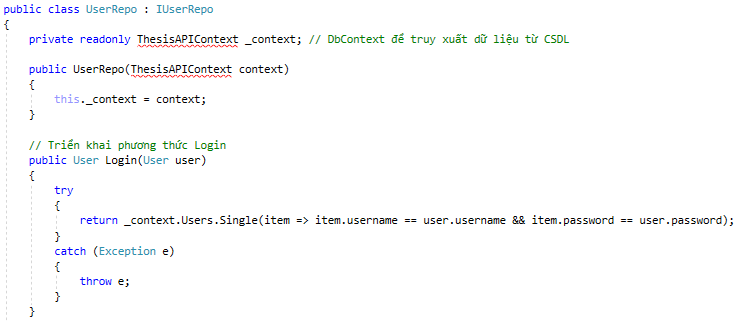 public class UserRepo : IUserRepo
{
private readonly ThesisAPIContext _context; // DbContext để truy xuất dữ liệu từ CSDL
public UserRepo(ThesisAPIContext context)
{
this._context = context;
}
// Triển khai phương thức Login
public User Login(User user)
{
try
{
return _context.Users.Single(item => item.username == user.username && item.password == user.password);
}
catch (Exception e)
{
throw e;
}
}